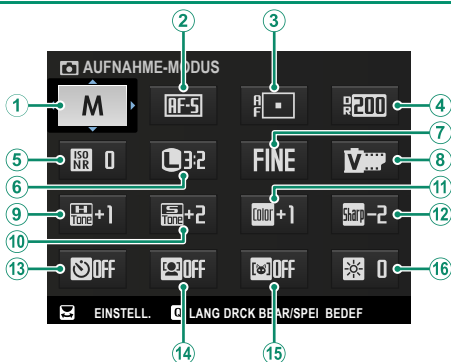 ② ③
AUFNAHME-MODUS
① M AF-S AF DR200 ④
⑦
⑤ ISO NR 0 L 3:2 FINE V ⑧
⑥ ⑪
⑨ H Tone +1 S Tone +2 Color +1 Sharp -2 ⑫
⑩
⑬ OFF OFF OFF 0 ⑯
EINSTELL. Q LANG DRCK BEAR/SPEI BEDEF
⑭ ⑮